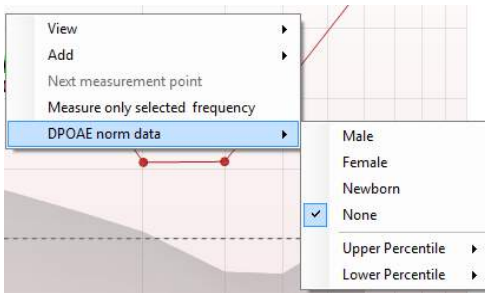 View
Add
Next measurement point
Measure only selected frequency
DPOAE norm data
Male
Female
Newborn
None
Upper Percentile
Lower Percentile